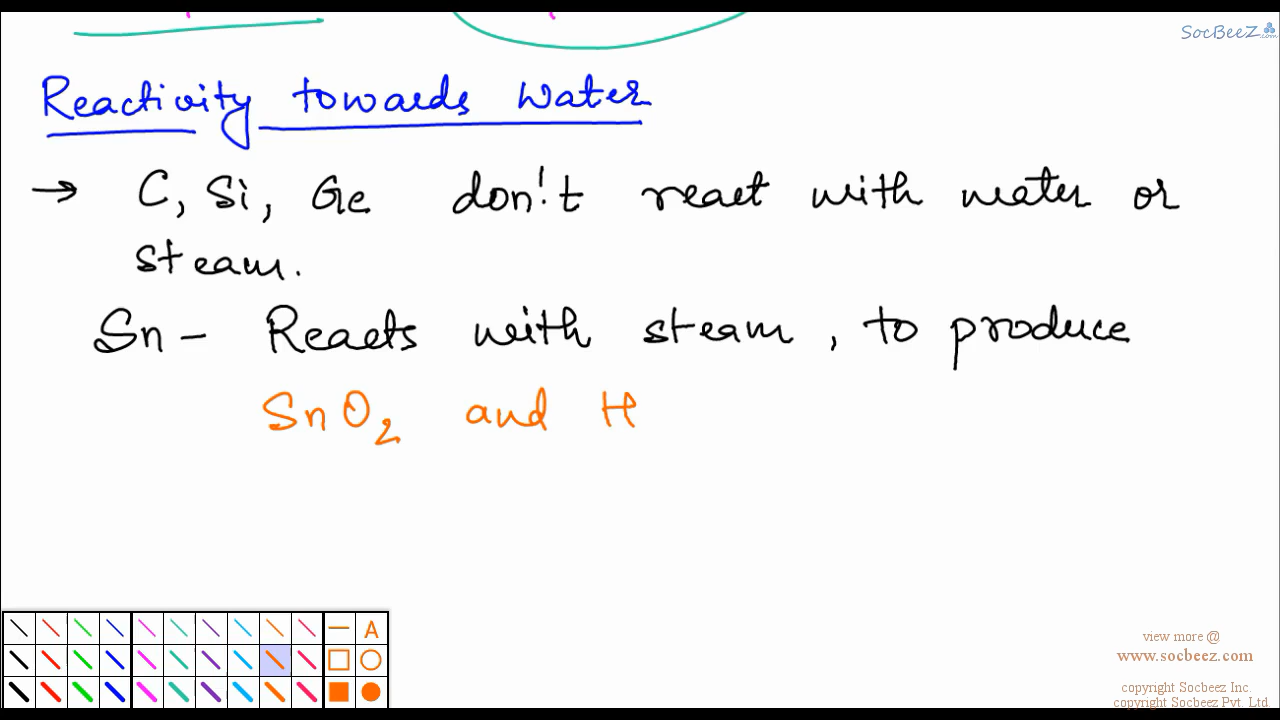 SocBeeZ.com
Reactivity towards Water
→ C, Si, Ge don't react with water or
steam.
Sn - Reacts with steam, to produce
SnO₂ and H
A
view more @
www.socbeez.com
copyright Socbeez Inc.
copyright Socbeez Pvt. Ltd.